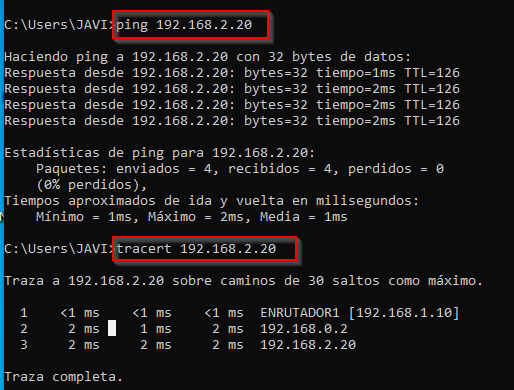 C:\Users\JAVI>ping 192.168.2.20
Haciendo ping a 192.168.2.20 con 32 bytes de datos:
Respuesta desde 192.168.2.20: bytes=32 tiempo=1ms TTL=126
Respuesta desde 192.168.2.20: bytes=32 tiempo=2ms TTL=126
Respuesta desde 192.168.2.20: bytes=32 tiempo=2ms TTL=126
Respuesta desde 192.168.2.20: bytes=32 tiempo=2ms TTL=126
Estadísticas de ping para 192.168.2.20:
Paquetes: enviados = 4, recibidos = 4, perdidos = 0
(0% perdidos),
Tiempos aproximados de ida y vuelta en milisegundos:
Mínimo = 1ms, Máximo = 2ms, Media = 1ms
C:\Users\JAVI>tracert 192.168.2.20
Traza a 192.168.2.20 sobre caminos de 30 saltos como máximo.
1 <1 ms <1 ms <1 ms ENRUTADOR1 [192.168.1.10]
2 2 ms 1 ms 2 ms 192.168.0.2
3 2 ms 2 ms 2 ms 192.168.2.20
Traza completa.